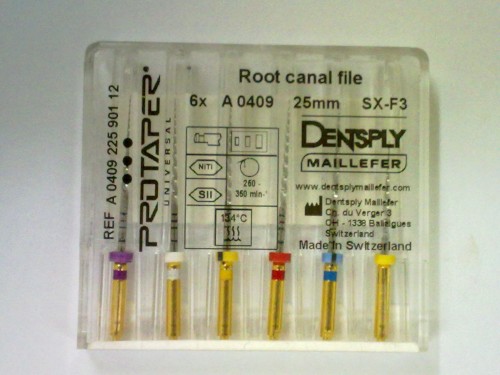 Root canal file
6x A 0409 25mm SX-F3
REF A 0409 225 901 12
PROTAPER®
UNIVERSAL
NiTi
SII
250 -
350 min-¹
134°C
DENTSPLY
MAILLEFER
www.dentsplymaillefer.com
Dentsply Maillefer
Ch. du Verger 3
CH - 1338 Ballaigues
Switzerland
Made in Switzerland